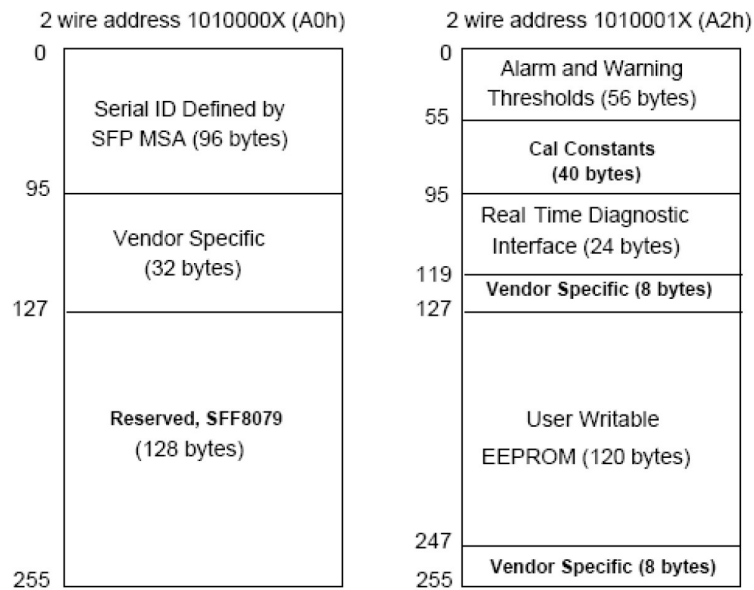 2 wire address 1010000X (A0h)
0
Serial ID Defined by
SFP MSA (96 bytes)
95
Vendor Specific
(32 bytes)
127
Reserved, SFF8079
(128 bytes)
255
2 wire address 1010001X (A2h)
0
Alarm and Warning
Thresholds (56 bytes)
55
Cal Constants
(40 bytes)
95
Real Time Diagnostic
Interface (24 bytes)
119
Vendor Specific (8 bytes)
127
User Writable
EEPROM (120 bytes)
247
Vendor Specific (8 bytes)
255